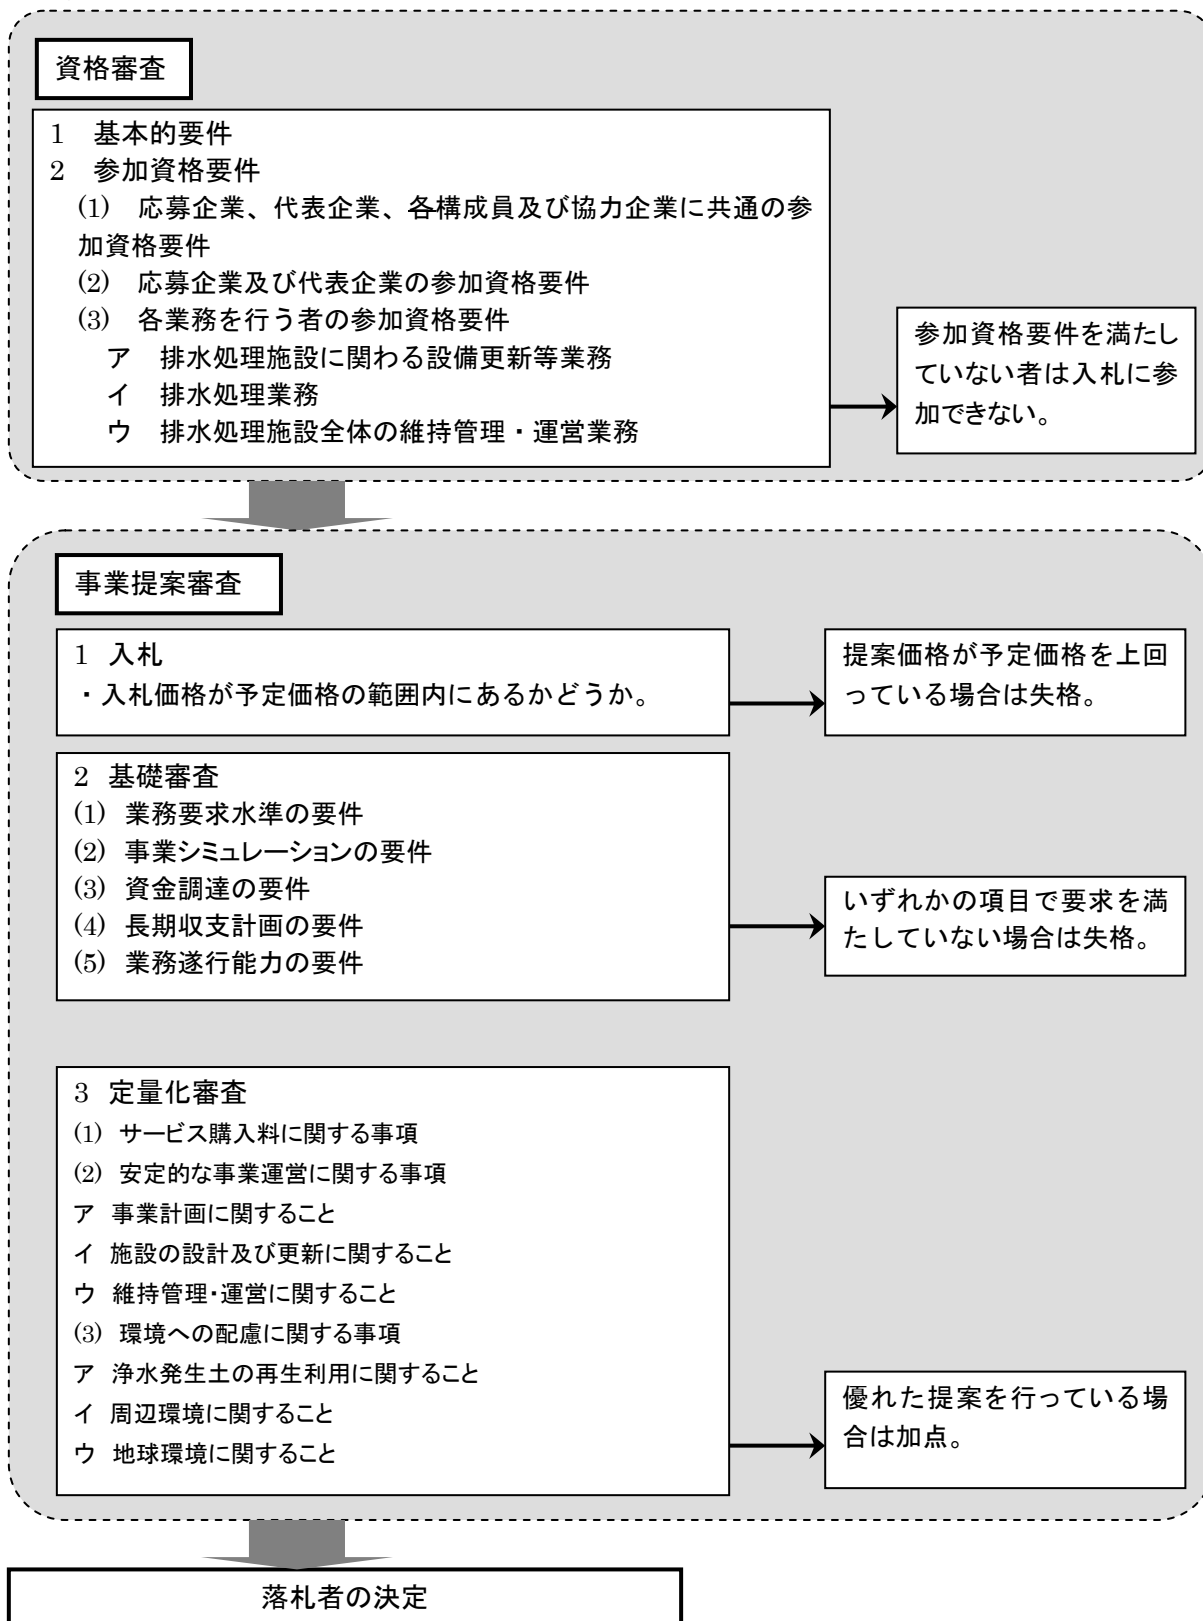 資格審査
1 基本的要件
2 参加資格要件
(1) 応募企業、代表企業、各構成員及び協力企業に共通の参
加資格要件
(2) 応募企業及び代表企業の参加資格要件
(3) 各業務を行う者の参加資格要件
ア 排水処理施設に関わる設備更新等業務
イ 排水処理業務
ウ 排水処理施設全体の維持管理・運営業務
参加資格要件を満たし
ていない者は入札に参
加できない。
事業提案審査
1 入札
・入札価格が予定価格の範囲内にあるかどうか。
提案価格が予定価格を上回
っている場合は失格。
2 基礎審査
(1) 業務要求水準の要件
(2) 事業シミュレーションの要件
(3) 資金調達の要件
(4) 長期収支計画の要件
(5) 業務遂行能力の要件
いずれかの項目で要求を満
たしていない場合は失格。
3 定量化審査
(1) サービス購入料に関する事項
(2) 安定的な事業運営に関する事項
ア 事業計画に関すること
イ 施設の設計及び更新に関すること
ウ 維持管理・運営に関すること
(3) 環境への配慮に関する事項
ア 浄水発生土の再生利用に関すること
イ 周辺環境に関すること
ウ 地球環境に関すること
優れた提案を行っている場
合は加点。
落札者の決定